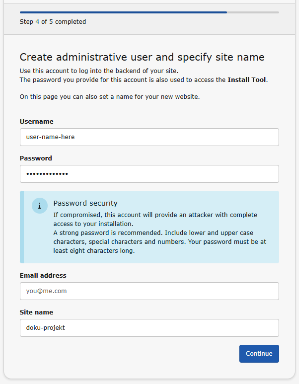 Step 4 of 5 completed
Create administrative user and specify site name
Use this account to log into the backend of your site.
The password you provide for this account is also used to access the Install Tool.
On this page you can also set a name for your new website.
Username
user-name-here
Password
•••••••••••••
i
Password security
If compromised, this account will provide an attacker with complete
access to your installation.
A strong password is recommended. Include lower and upper case
characters, special characters and numbers. Your password must be at
least eight characters long.
Email address
you@me.com
Site name
doku-projekt
Continue